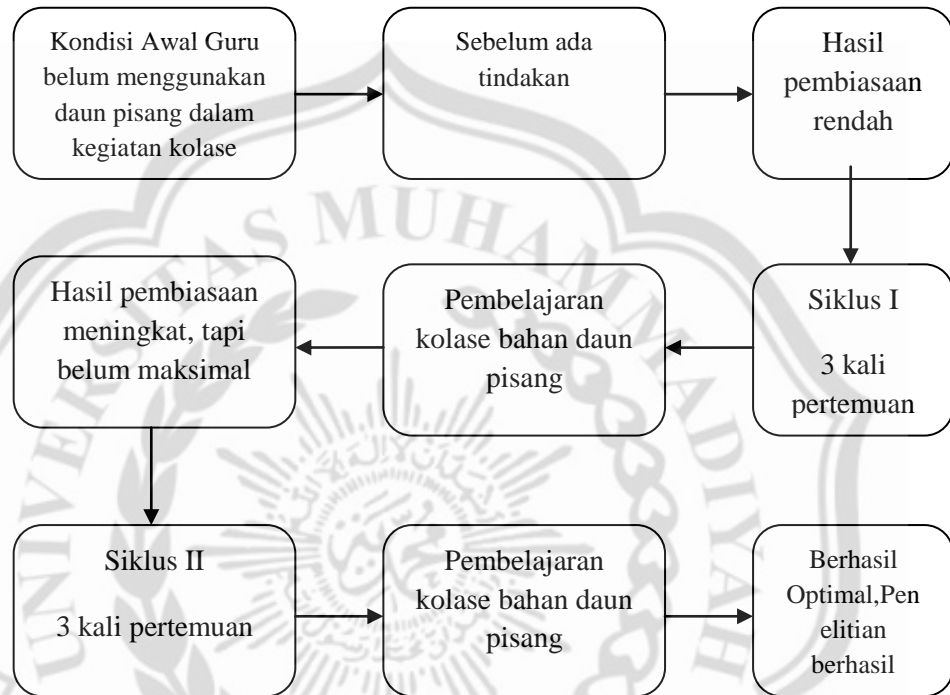 Kondisi Awal Guru
belum menggunakan
daun pisang dalam
kegiatan kolase
Sebelum ada
tindakan
Hasil
pembiasaan
rendah
Siklus I
3 kali
pertemuan
Pembelajaran
kolase bahan daun
pisang
Hasil pembiasaan
meningkat, tapi
belum maksimal
Siklus II
3 kali pertemuan
Pembelajaran
kolase bahan daun
pisang
Berhasil
Optimal,Pen
elitian
berhasil
UNIVERSITAS MUHAMMADIYAH